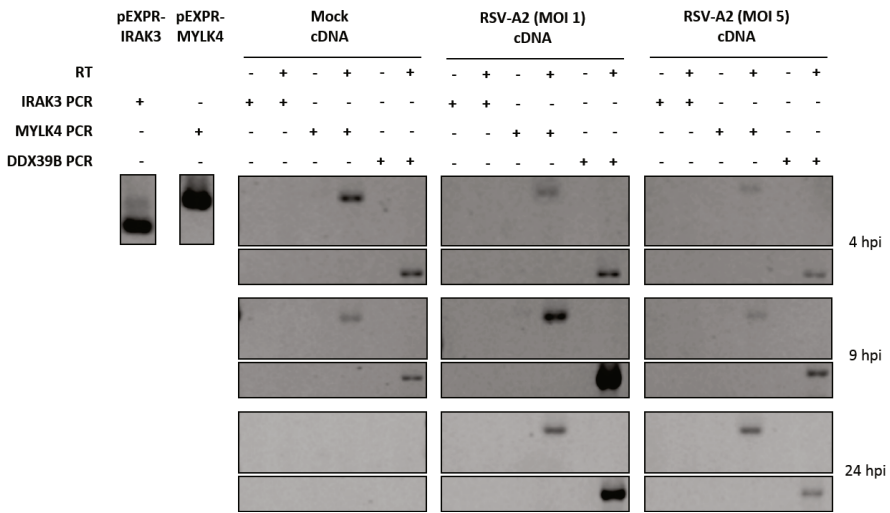 pEXPR- pEXPR- Mock RSV-A2 (MOI 1) RSV-A2 (MOI 5)
IRAK3 MYLK4 cDNA cDNA cDNA
RT - + - + - + - + - + - + - + - + - +
IRAK3 PCR + - + + - - - - + + - - - - + + - - - -
MYLK4 PCR - + - - + + - - - - + + - - - - + + - -
DDX39B PCR - - - - - - + + - - - - + + - - - - + +
4 hpi
9 hpi
24 hpi